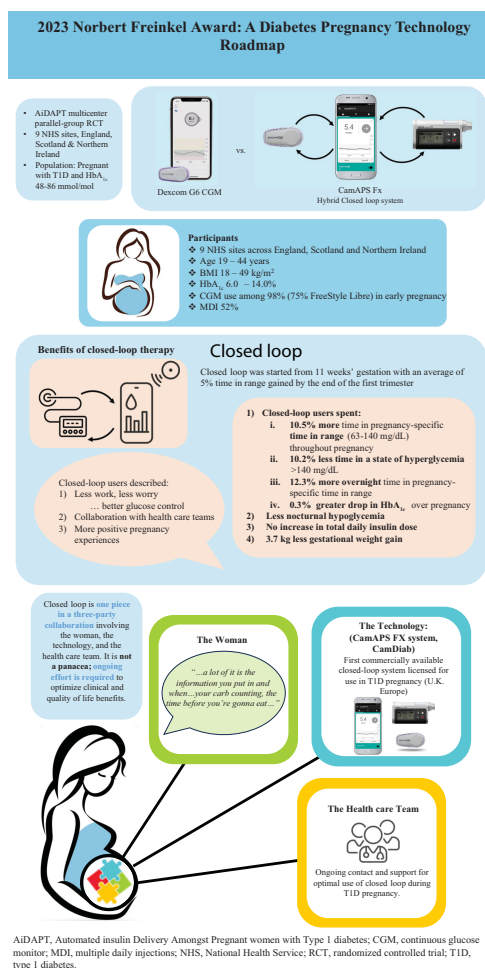 2023 Norbert Freinkel Award: A Diabetes Pregnancy Technology
Roadmap
• AiDAPT multicenter
parallel-group RCT
• 9 NHS sites, England,
Scotland & Northern
Ireland
• Population: Pregnant
with T1D and HbA1c
48-86 mmol/mol
vs.
5.4
Dexcom G6 CGM
CamAPS Fx
Hybrid Closed loop system
Participants
❖ 9 NHS sites across England, Scotland and Northern Ireland
❖ Age 19 – 44 years
❖ BMI 18 – 49 kg/m²
❖ HbA1c 6.0 – 14.0%
❖ CGM use among 98% (75% FreeStyle Libre) in early pregnancy
❖ MDI 52%
Benefits of closed-loop therapy
Closed loop
Closed loop was started from 11 weeks’ gestation with an average of
5% time in range gained by the end of the first trimester
Closed-loop users described:
1) Less work, less worry
… better glucose control
2) Collaboration with health care teams
3) More positive pregnancy
experiences
1) Closed-loop users spent:
i. 10.5% more time in pregnancy-specific
time in range (63-140 mg/dL)
throughout pregnancy
ii. 10.2% less time in a state of hyperglycemia
>140 mg/dL
iii. 12.3% more overnight time in pregnancy-
specific time in range
iv. 0.3% greater drop in HbA1c over pregnancy
2) Less nocturnal hypoglycemia
3) No increase in total daily insulin dose
4) 3.7 kg less gestational weight gain
Closed loop is one piece
in a three-party
collaboration involving
the woman, the
technology, and the
health care team. It is not
a panacea; ongoing
effort is required to
optimize clinical and
quality of life benefits.
The Woman
“…a lot of it is the
information you put in and
when…your carb counting, the
time before you’re gonna eat…”
The Technology:
(CamAPS FX system,
CamDiab)
First commercially available
closed-loop system licensed for
use in T1D pregnancy (U.K.
Europe)
The Health care Team
Ongoing contact and support for
optimal use of closed loop during
T1D pregnancy.
AiDAPT, Automated insulin Delivery Amongst Pregnant women with Type 1 diabetes; CGM, continuous glucose
monitor; MDI, multiple daily injections; NHS, National Health Service; RCT, randomized controlled trial; T1D,
type 1 diabetes.